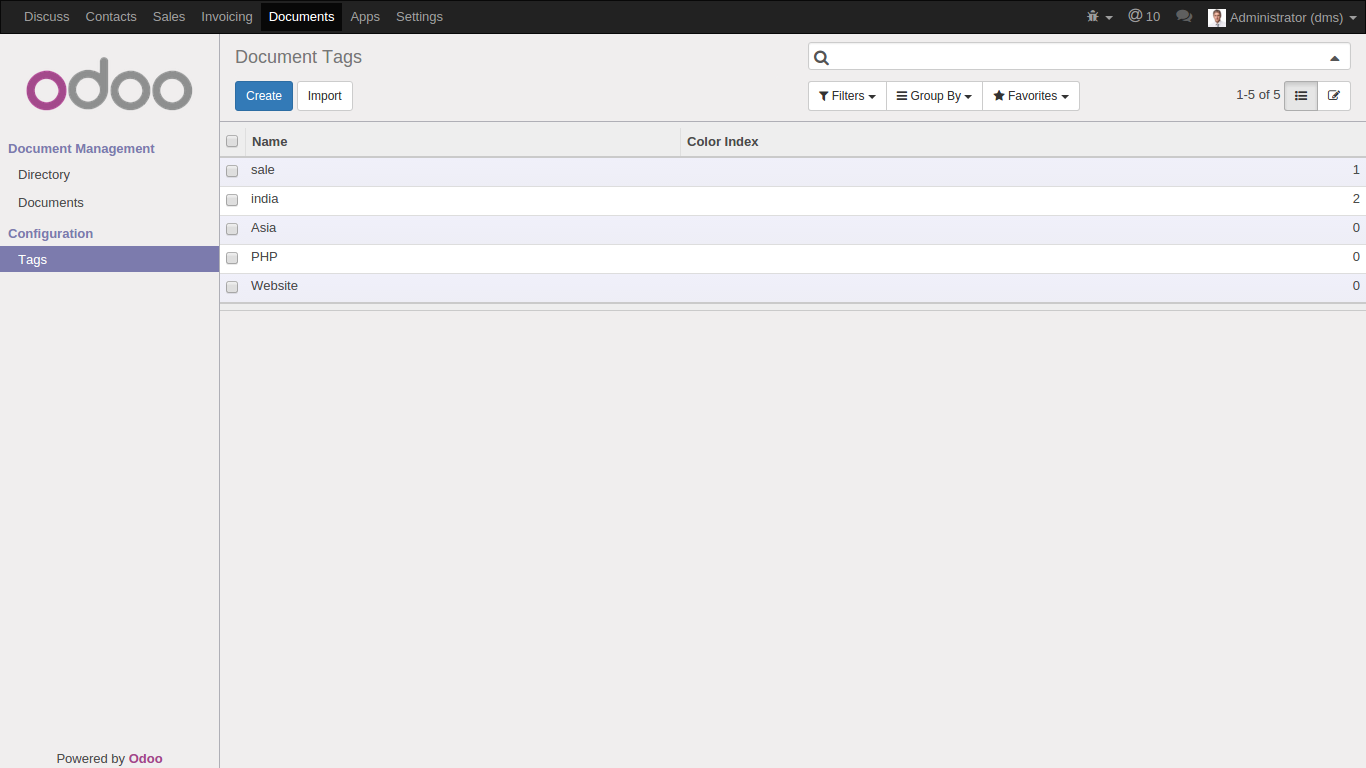 Discuss Contacts Sales Invoicing Documents Apps Settings @ 10 Administrator (dms)
odoo
Document Tags
Create Import Filters Group By Favorites 1-5 of 5
Document Management
Directory
Documents
Configuration
Tags
Name Color Index
sale 1
india 2
Asia 0
PHP 0
Website 0
Powered by Odoo